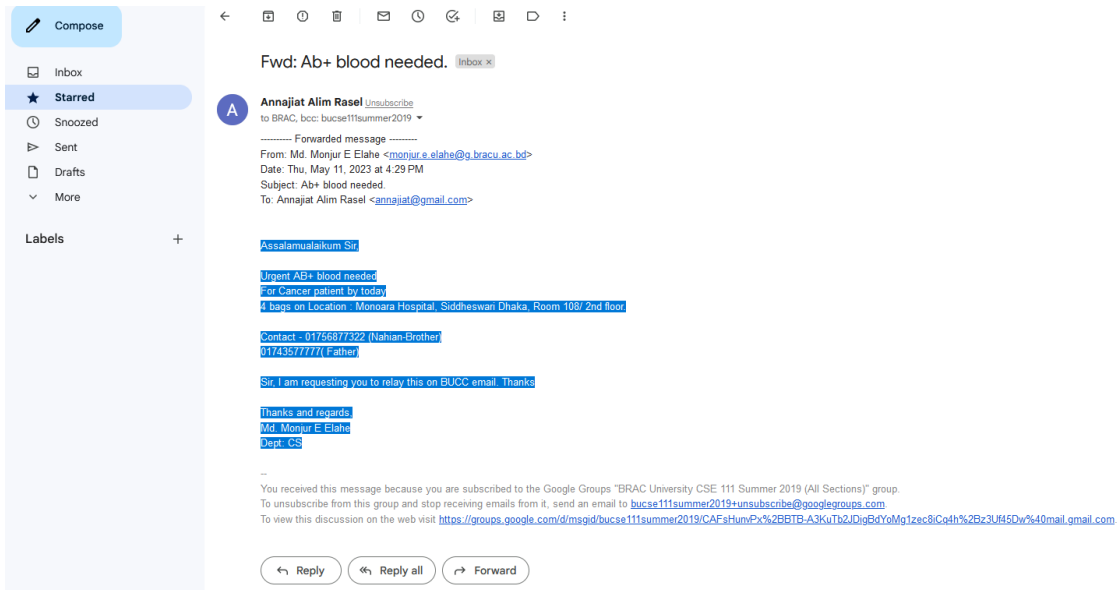 Compose
Inbox
Starred
Snoozed
Sent
Drafts
More
Labels
Fwd: Ab+ blood needed. Inbox ×
A
Annajiat Alim Rasel Unsubscribe
to BRAC, bcc: bucse111summer2019
---------- Forwarded message ---------
From: Md. Monjur E Elahe <monjur.e.elahe@g.bracu.ac.bd>
Date: Thu, May 11, 2023 at 4:29 PM
Subject: Ab+ blood needed.
To: Annajiat Alim Rasel <annajiat@gmail.com>
Assalamualaikum Sir,
Urgent AB+ blood needed
For Cancer patient by today
4 bags on Location : Monoara Hospital, Siddheswari Dhaka, Room 108/ 2nd floor.
Contact - 01756877322 (Nahian-Brother)
01743577777( Father)
Sir, I am requesting you to relay this on BUCC email. Thanks
Thanks and regards,
Md. Monjur E Elahe
Dept: CS
--
You received this message because you are subscribed to the Google Groups "BRAC University CSE 111 Summer 2019 (All Sections)" group.
To unsubscribe from this group and stop receiving emails from it, send an email to bucse111summer2019+unsubscribe@googlegroups.com.
To view this discussion on the web visit https://groups.google.com/d/msgid/bucse111summer2019/CAFsHunvPx%2BBTB-A3KuTb2JDigBdYoMg1zec8iCq4h%2Bz3Uf45Dw%40mail.gmail.com.
Reply
Reply all
Forward